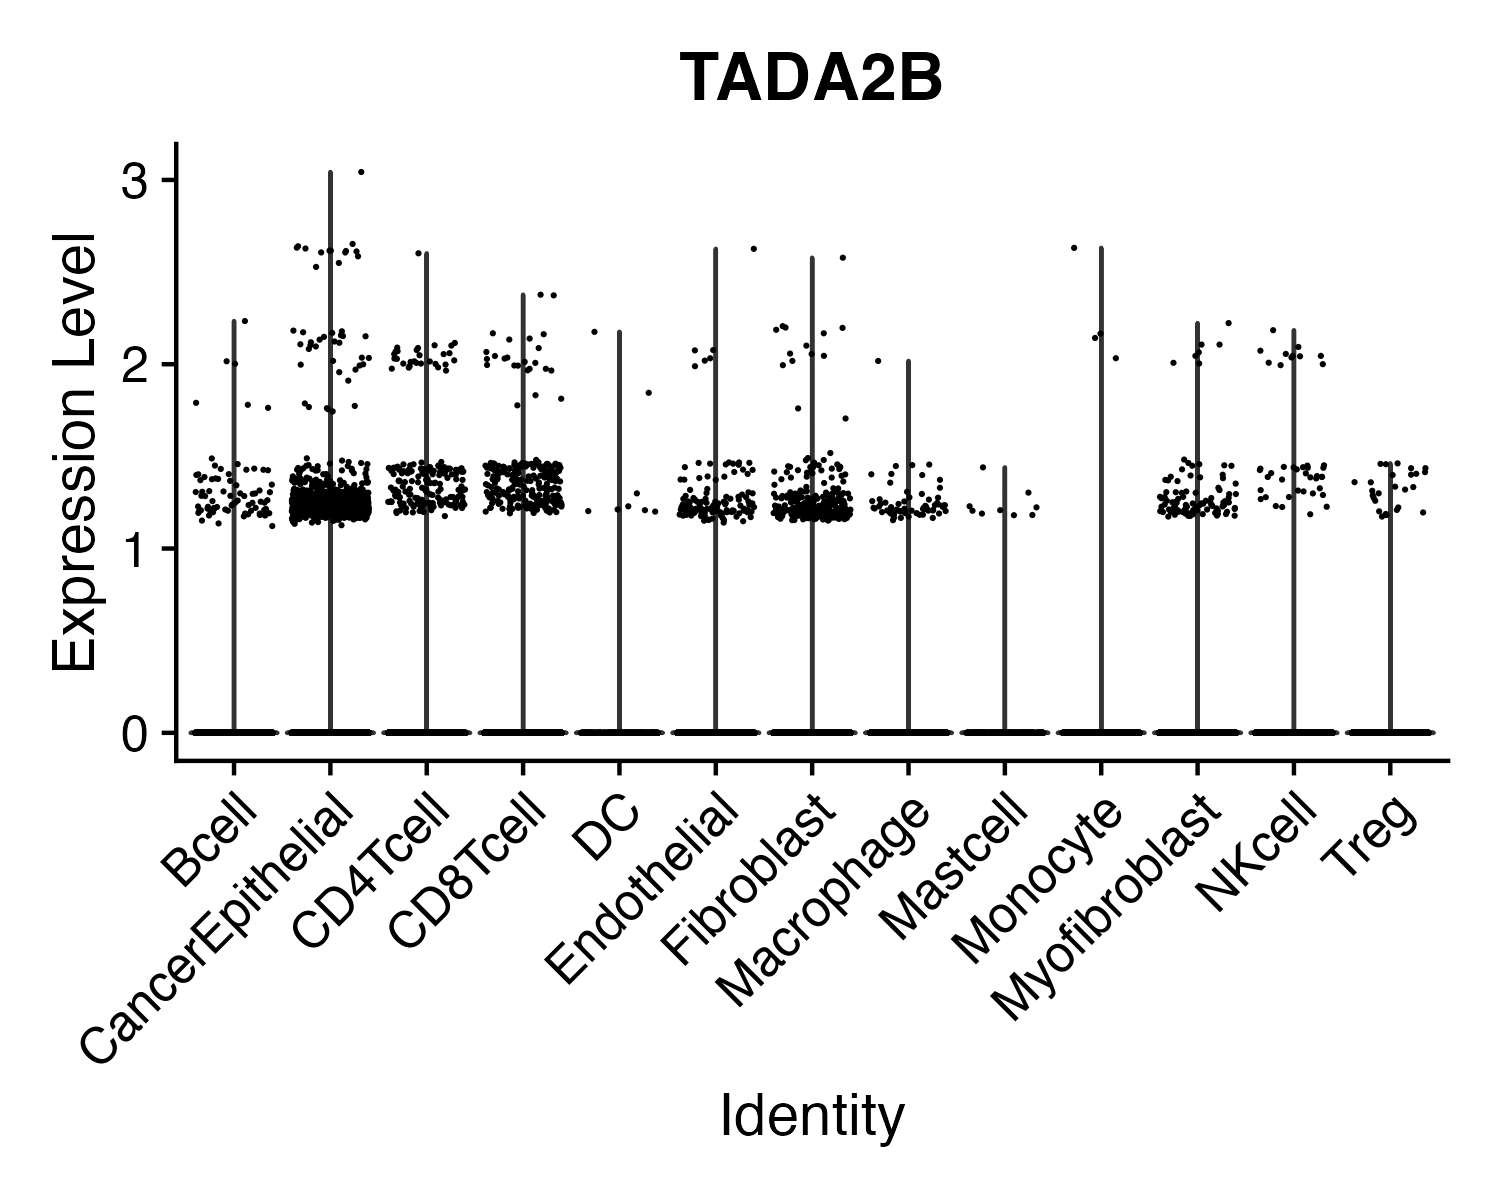 TADA2B
Expression Level
3
2
1
0
Bcell
CancerEpithelial
CD4Tcell
CD8Tcell
DC
Endothelial
Fibroblast
Macrophage
Mastcell
Monocyte
Myofibroblast
NKcell
Treg
Identity